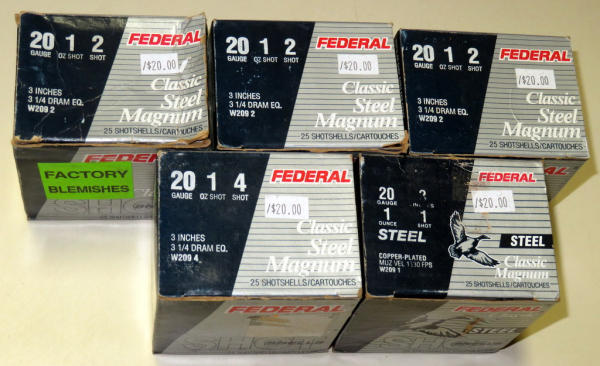 20 1 2
GAUGE OZ SHOT SHOT
FEDERAL
/$20.00
3 INCHES
3 1/4 DRAM EQ.
W209 2
Classic
Steel
Magnum
25 SHOTSHELLS/CARTOUCHES
FACTORY
BLEMISHES
20 1 2
GAUGE OZ SHOT SHOT
FEDERAL
/$20.00
3 INCHES
3 1/4 DRAM EQ.
W209 2
Classic
Steel
Magnum
25 SHOTSHELLS/CARTOUCHES
20 1 2
GAUGE OZ SHOT SHOT
FEDERAL
/$20.00
3 INCHES
3 1/4 DRAM EQ.
W209 2
Classic
Steel
Magnum
25 SHOTSHELLS/CARTOUCHES
20 1 4
GAUGE OZ SHOT SHOT
FEDERAL
/$20.00
3 INCHES
3 1/4 DRAM EQ.
W209 4
Classic
Steel
Magnum
25 SHOTSHELLS/CARTOUCHES
FEDERAL
20
GAUGE
1 1
OUNCE SHOT
STEEL
FEDERAL
/$20.00
STEEL
COPPER-PLATED
W209 1
Classic
Magnum
25 SHOTSHELLS/CARTOUCHES
FEDERAL
STEEL